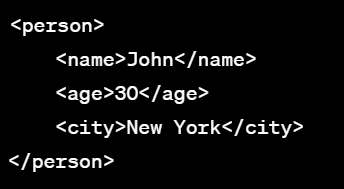 <person>
    <name>John</name>
    <age>30</age>
    <city>New York</city>
</person>